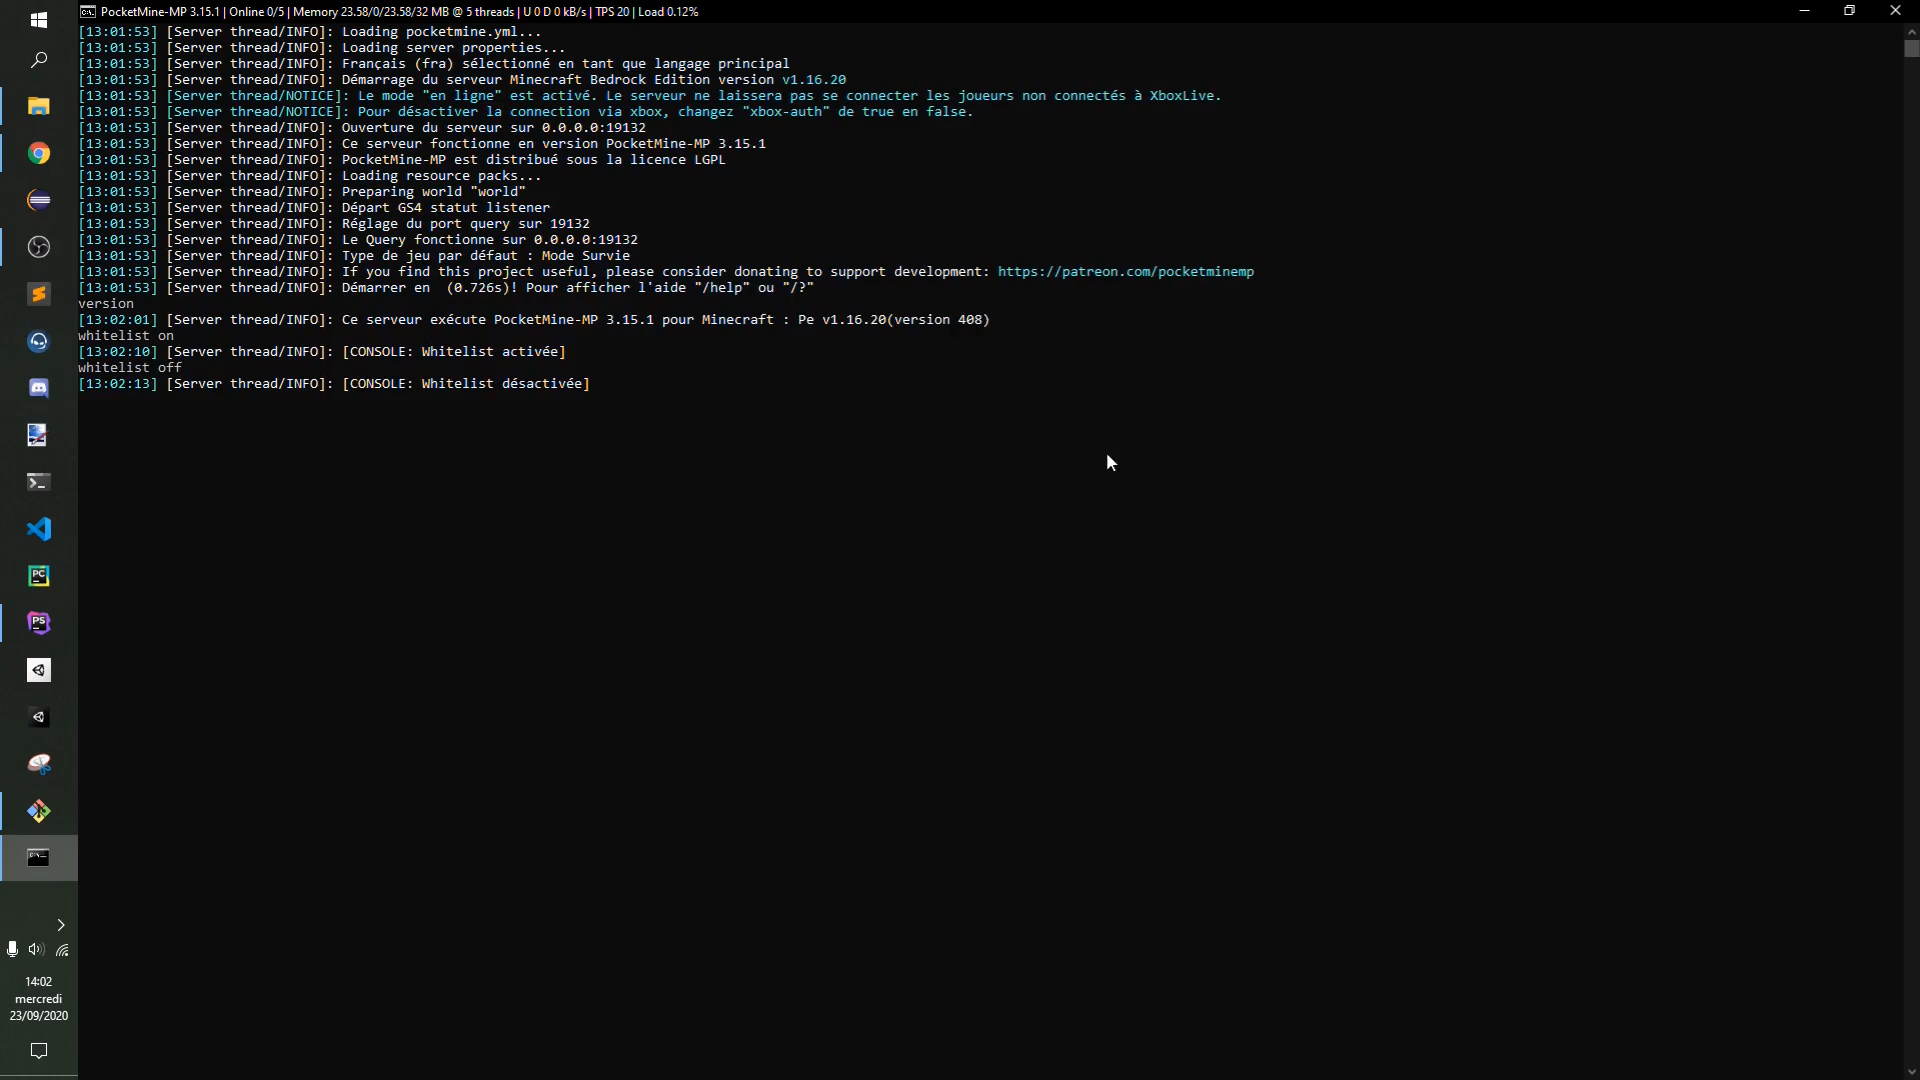 PocketMine-MP 3.15.1 | Online 0/5 | Memory 23.58/0/23.58/32 MB @ 5 threads | U 0 D 0 kB/s | TPS 20 | Load 0.12%
[13:01:53] [Server thread/INFO]: Loading pocketmine.yml...
[13:01:53] [Server thread/INFO]: Loading server properties...
[13:01:53] [Server thread/INFO]: Français (fra) sélectionné en tant que langage principal
[13:01:53] [Server thread/INFO]: Démarrage du serveur Minecraft Bedrock Edition version v1.16.20
[13:01:53] [Server thread/NOTICE]: Le mode "en ligne" est activé. Le serveur ne laissera pas se connecter les joueurs non connectés à XboxLive.
[13:01:53] [Server thread/NOTICE]: Pour désactiver la connection via xbox, changez "xbox-auth" de true en false.
[13:01:53] [Server thread/INFO]: Ouverture du serveur sur 0.0.0.0:19132
[13:01:53] [Server thread/INFO]: Ce serveur fonctionne en version PocketMine-MP 3.15.1
[13:01:53] [Server thread/INFO]: PocketMine-MP est distribué sous la licence LGPL
[13:01:53] [Server thread/INFO]: Loading resource packs...
[13:01:53] [Server thread/INFO]: Preparing world "world"
[13:01:53] [Server thread/INFO]: Départ GS4 statut listener
[13:01:53] [Server thread/INFO]: Réglage du port query sur 19132
[13:01:53] [Server thread/INFO]: Le Query fonctionne sur 0.0.0.0:19132
[13:01:53] [Server thread/INFO]: Type de jeu par défaut : Mode Survie
[13:01:53] [Server thread/INFO]: If you find this project useful, please consider donating to support development: https://patreon.com/pocketminemp
[13:01:53] [Server thread/INFO]: Démarrer en  (0.726s)! Pour afficher l'aide "/help" ou "/?"
version
[13:02:01] [Server thread/INFO]: Ce serveur exécute PocketMine-MP 3.15.1 pour Minecraft : Pe v1.16.20(version 408)
whitelist on
[13:02:10] [Server thread/INFO]: [CONSOLE: Whitelist activée]
whitelist off
[13:02:13] [Server thread/INFO]: [CONSOLE: Whitelist désactivée]
PC
PS
14:02
mercredi
23/09/2020